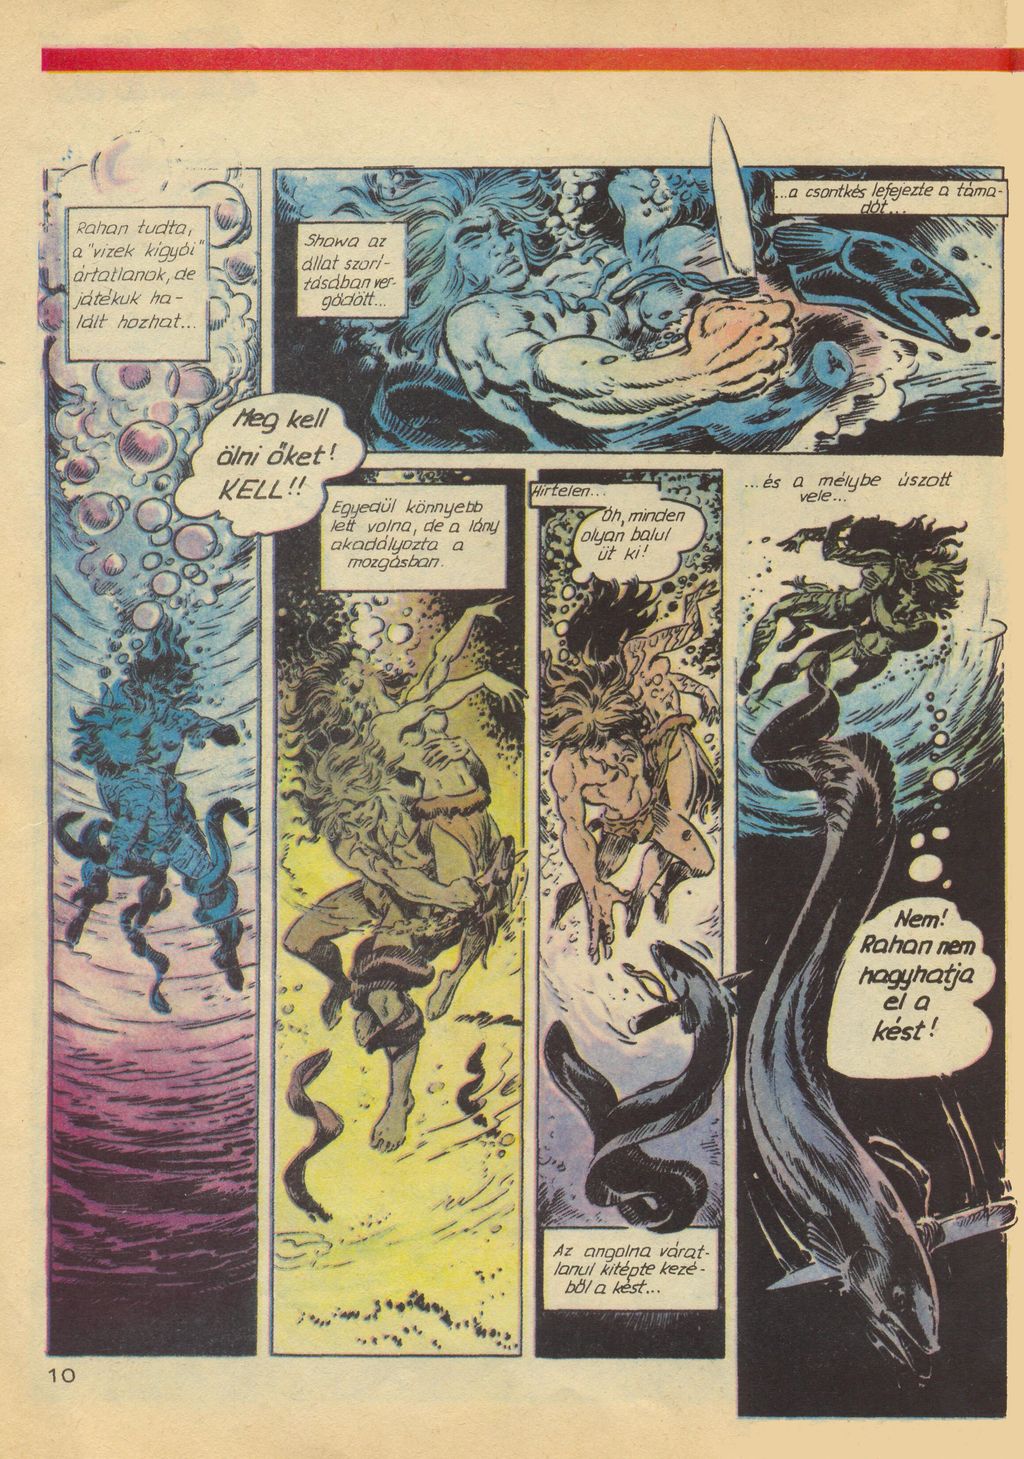 Rahan tudta,
a "vizek kigyói"
ártatlanok, de
játékuk ha-
lált hozhat...
Meg kell
ölni őket!
KELL!!
Showa az
állat szorí-
tásában ver-
gődött...
...a csontkés lefejezte a táma-
dót...
Egyedül könnyebb
lett volna, de a lány
akadályozta a
mozgásban.
Hirtelen...
Óh, minden
olyan balul
üt ki!
Az angolna várat-
lanul kitépte kezé-
ből a kést...
...és a mélybe úszott
vele...
Nem!
Rahan nem
hagyhatja
el a
kést!
10